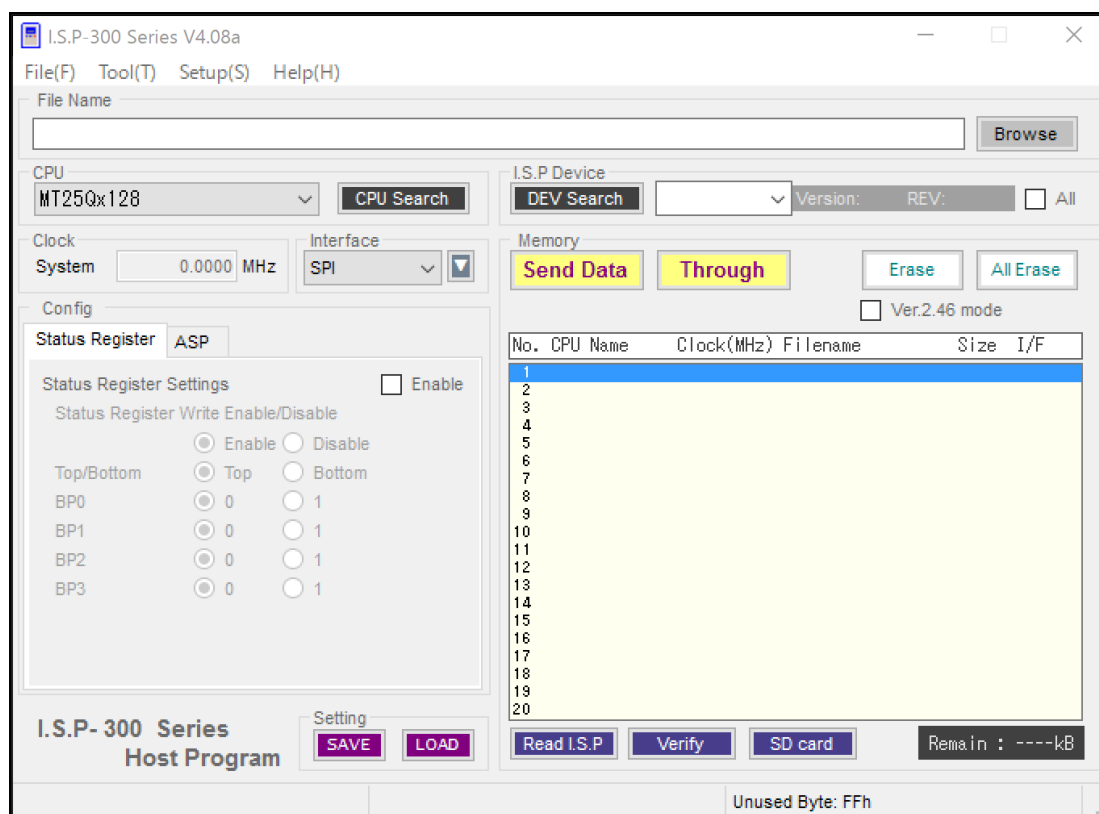 I.S.P-300 Series V4.08a
File(F) Tool(T) Setup(S) Help(H)
File Name
Browse
CPU
MT25Qx128
CPU Search
I.S.P Device
DEV Search
Version:
REV:
All
Clock
System 0.0000 MHz
Interface
SPI
Memory
Send Data
Through
Erase
All Erase
Ver.2.46 mode
Config
Status Register
ASP
Status Register Settings
Enable
Status Register Write Enable/Disable
Enable Disable
Top/Bottom Top Bottom
BP0 0 1
BP1 0 1
BP2 0 1
BP3 0 1
No. CPU Name Clock(MHz) Filename Size I/F
1
2
3
4
5
6
7
8
9
10
11
12
13
14
15
16
17
18
19
20
I.S.P- 300 Series
Host Program
Setting
SAVE
LOAD
Read I.S.P
Verify
SD card
Remain : ----kB
Unused Byte: FFh